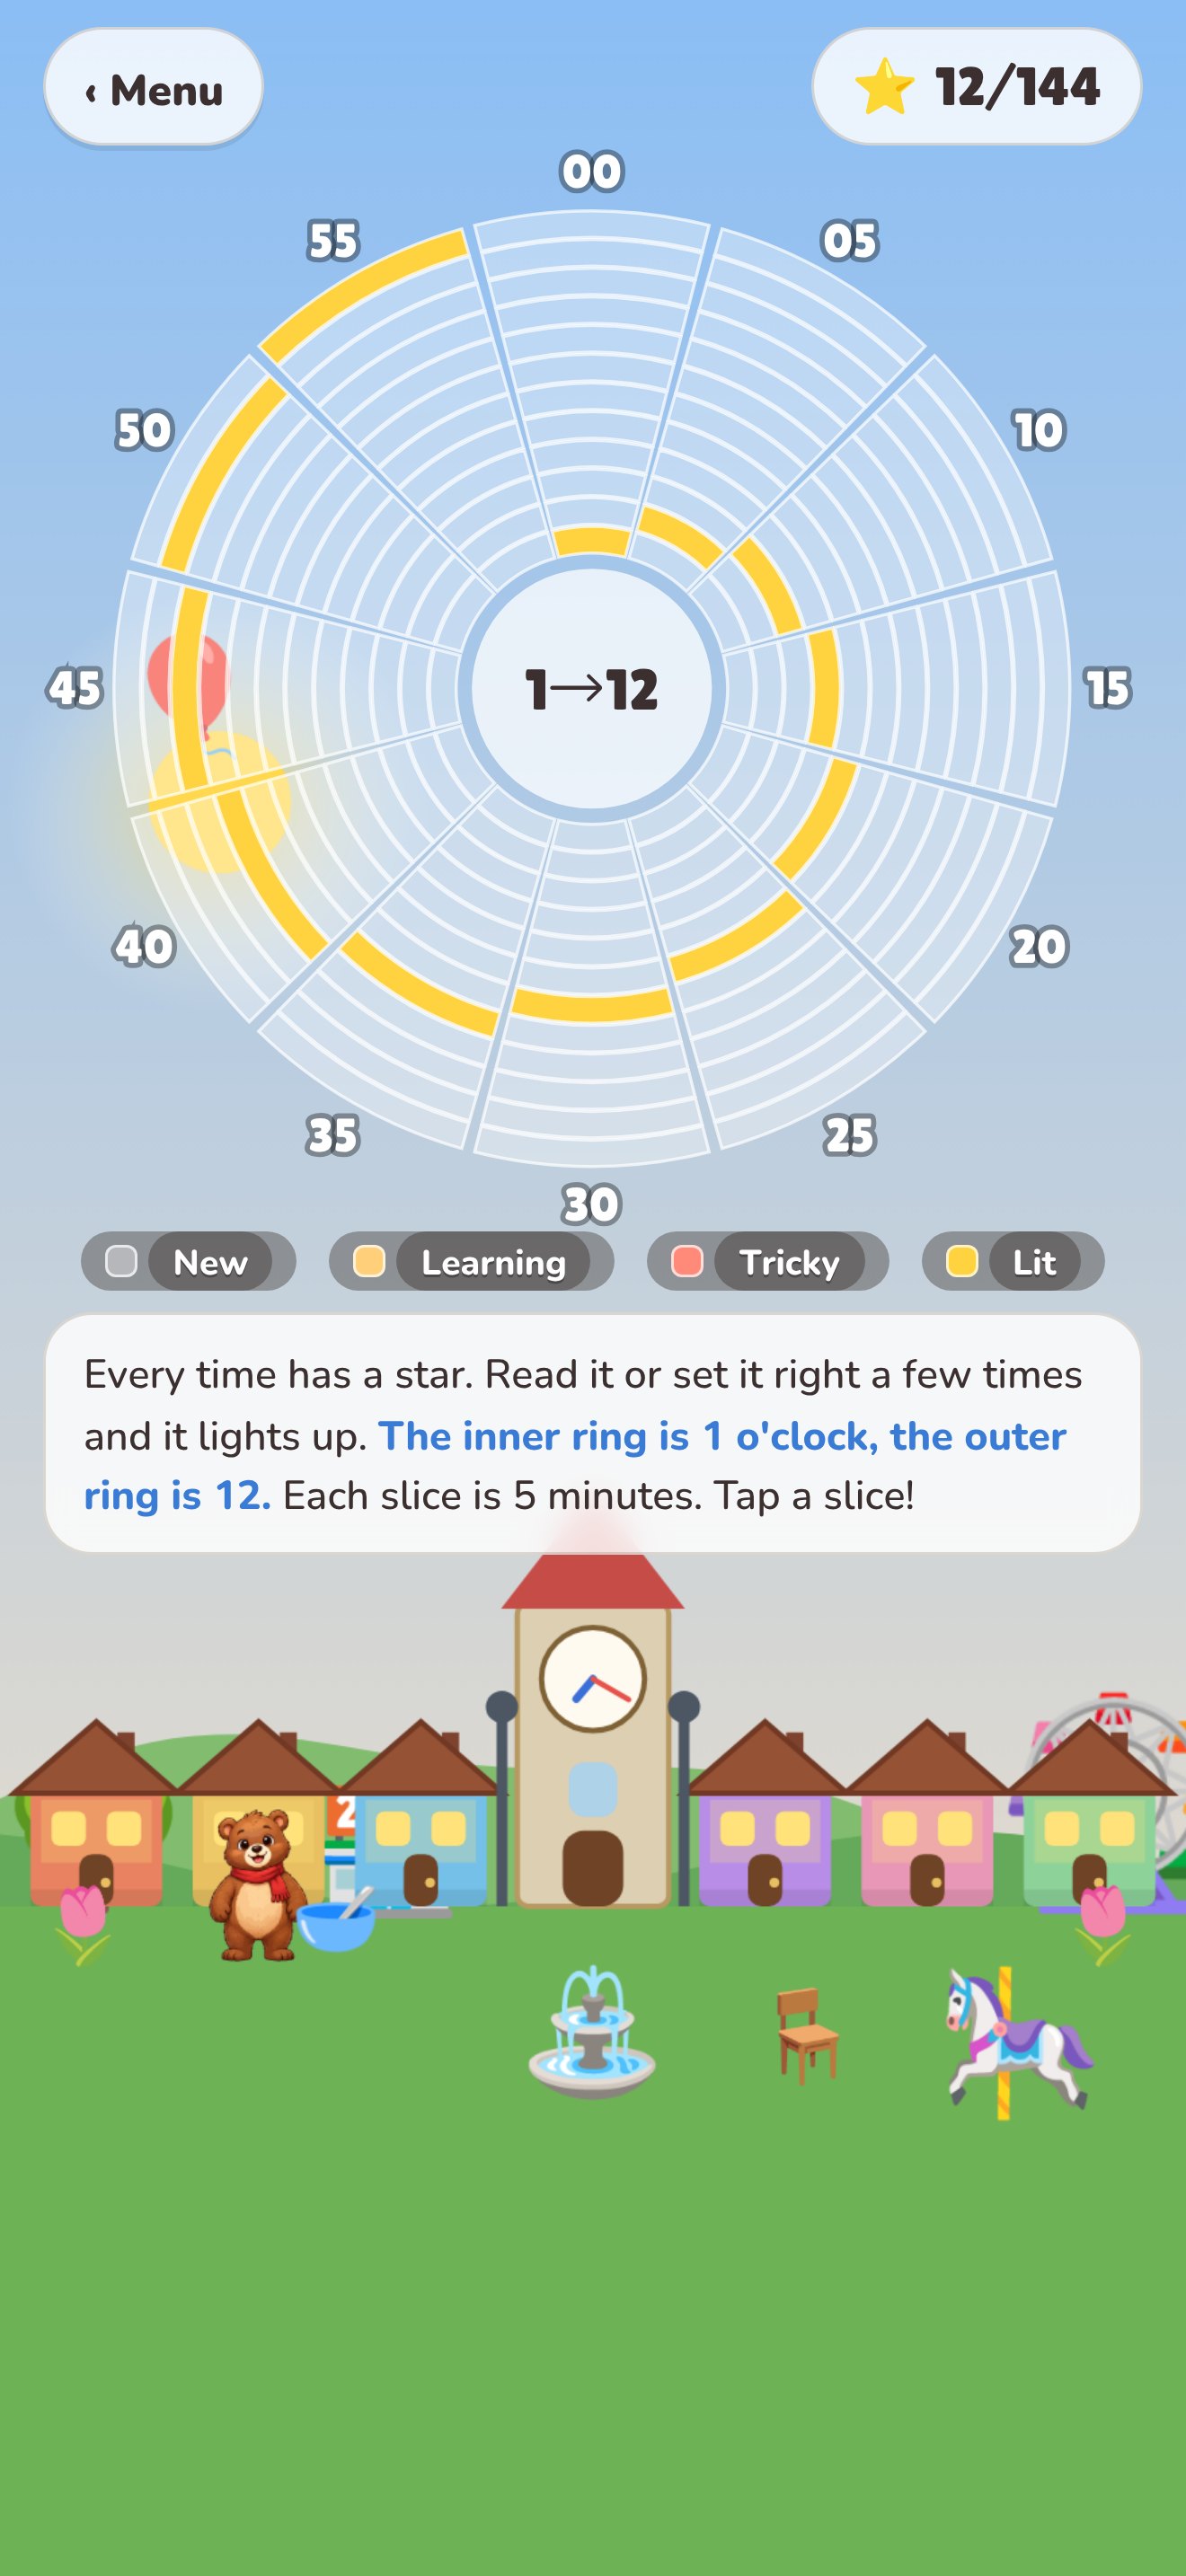 ‹ Menu
12/144
00
55
05
50
10
1→12
45
15
40
20
35
25
30
New
Learning
Tricky
Lit
Every time has a star. Read it or set it right a few times
and it lights up. The inner ring is 1 o'clock, the outer
ring is 12. Each slice is 5 minutes. Tap a slice!